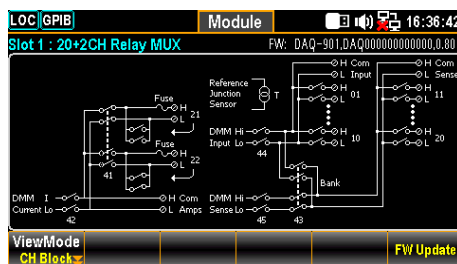 LOC GPIB Module 16:36:42
Slot 1 : 20+2CH Relay MUX FW: DAQ-901,DAQ000000000000,0.80
H Com H Com
L Input L Sense
Reference
Junction
Sensor
T
H 01 H 11
L L
Fuse
H 21
L
DMM Hi H 10 H 20
Input Lo L L
44
Fuse
H 22
L
41
Bank
DMM I H Com
Current Lo L Amps
42
DMM Hi
Sense Lo
45 43
ViewMode
CH Block
FW Update